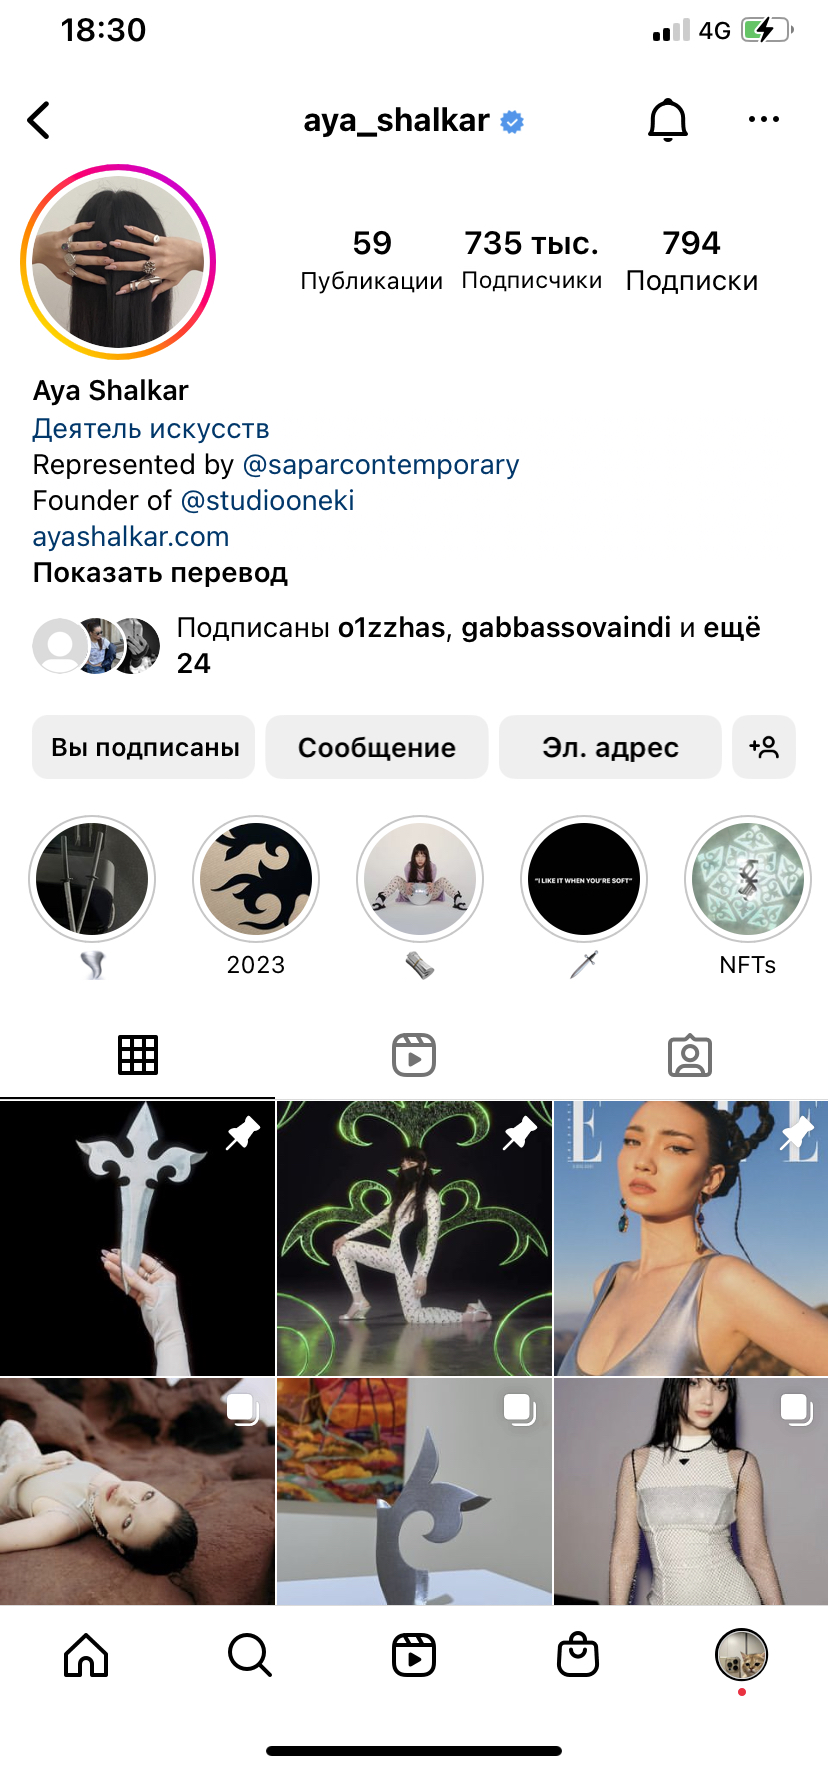 18:30
4G
aya_shalkar
59
735 тыс.
794
Публикации
Подписчики
Подписки
Aya Shalkar
Деятель искусств
Represented by @saparcontemporary
Founder of @studiooneki
ayashalkar.com
Показать перевод
Подписаны o1zzhas, gabbassovaindi и ещё
24
Вы подписаны
Сообщение
Эл. адрес
"I LIKE IT WHEN YOU'RE SOFT"
2023
NFTs